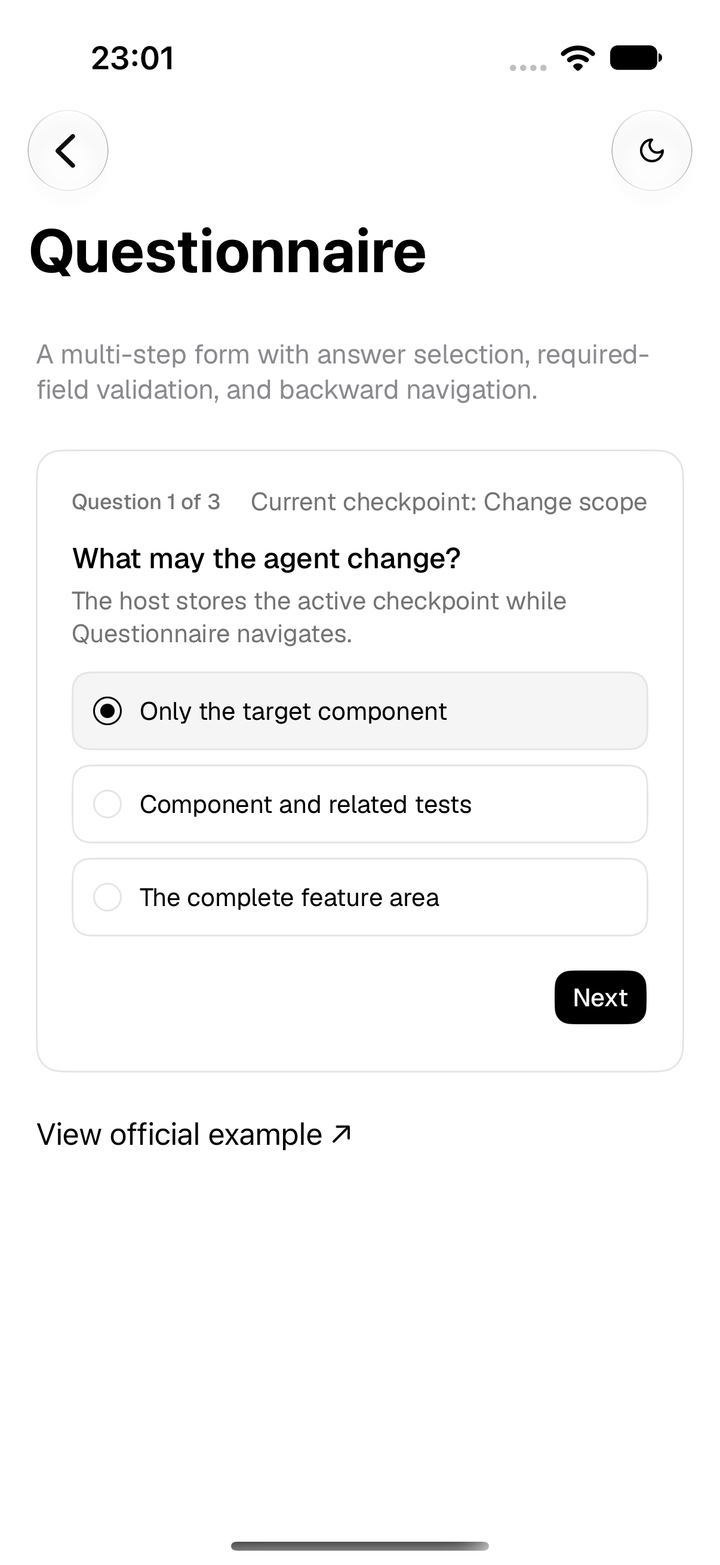 23:01
Questionnaire
A multi-step form with answer selection, required-
field validation, and backward navigation.
Question 1 of 3 Current checkpoint: Change scope
What may the agent change?
The host stores the active checkpoint while
Questionnaire navigates.
Only the target component
Component and related tests
The complete feature area
Next
View official example ↗